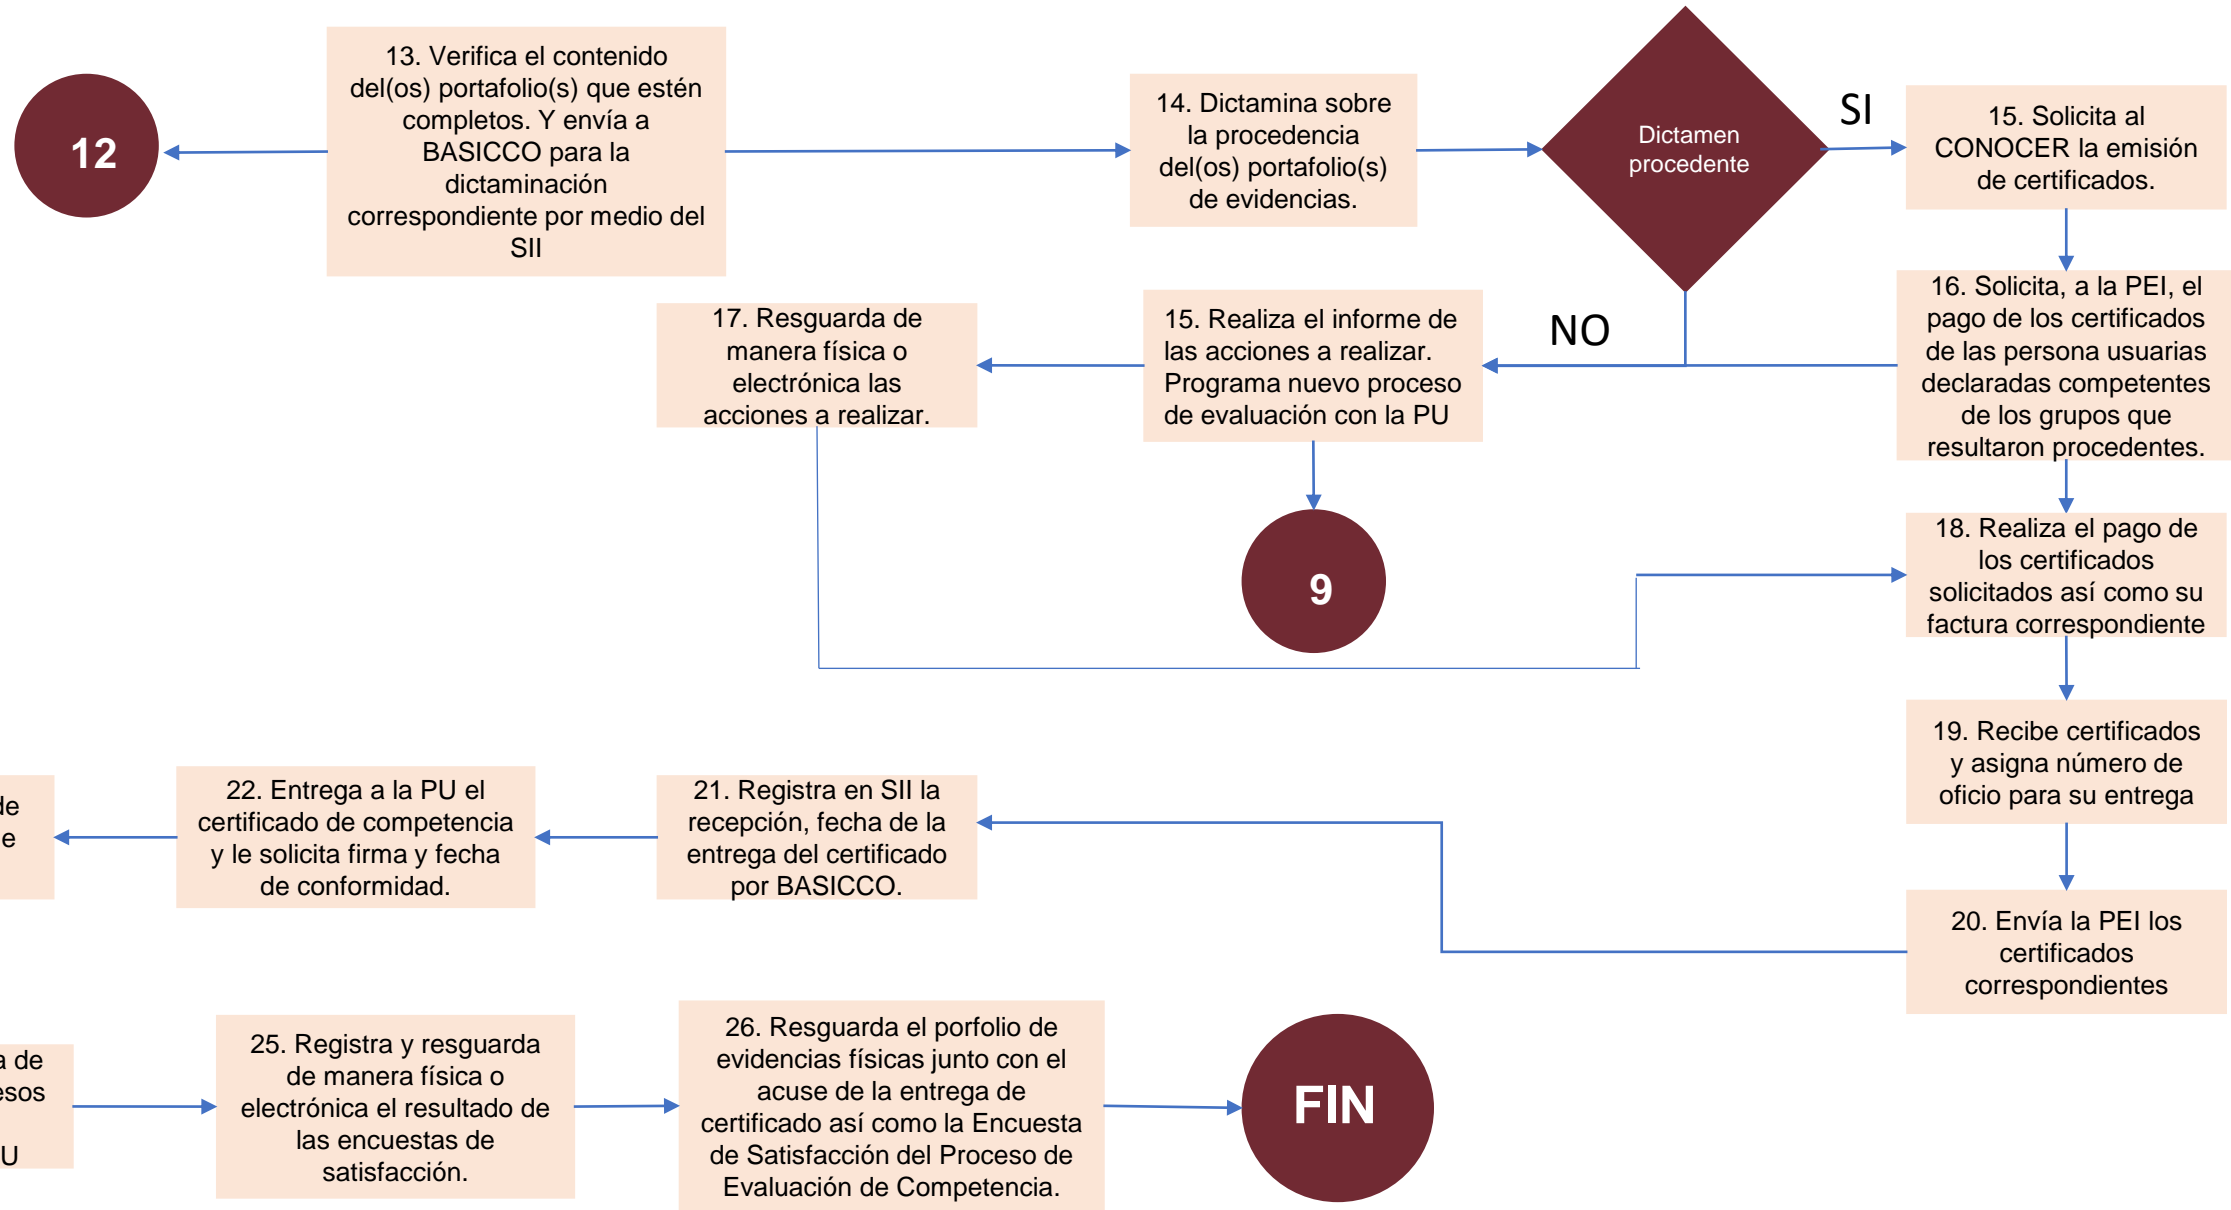 12
13. Verifica el contenido
del(os) portafolio(s) que estén
completos. Y envía a
BASICCO para la
dictaminación
correspondiente por medio del
SII
14. Dictamina sobre
la procedencia
del(os) portafolio(s)
de evidencias.
Dictamen
procedente
SI
15. Solicita al
CONOCER la emisión
de certificados.
17. Resguarda de
manera física o
electrónica las
acciones a realizar.
15. Realiza el informe de
las acciones a realizar.
Programa nuevo proceso
de evaluación con la PU
NO
16. Solicita, a la PEI, el
pago de los certificados
de las persona usuarias
declaradas competentes
de los grupos que
resultaron procedentes.
9
18. Realiza el pago de
los certificados
solicitados así como su
factura correspondiente
19. Recibe certificados
y asigna número de
oficio para su entrega
de
e
22. Entrega a la PU el
certificado de competencia
y le solicita firma y fecha
de conformidad.
21. Registra en SII la
recepción, fecha de la
entrega del certificado
por BASICCO.
20. Envía la PEI los
certificados
correspondientes
a de
esos
U
25. Registra y resguarda
de manera física o
electrónica el resultado de
las encuestas de
satisfacción.
26. Resguarda el porfolio de
evidencias físicas junto con el
acuse de la entrega de
certificado así como la Encuesta
de Satisfacción del Proceso de
Evaluación de Competencia.
FIN